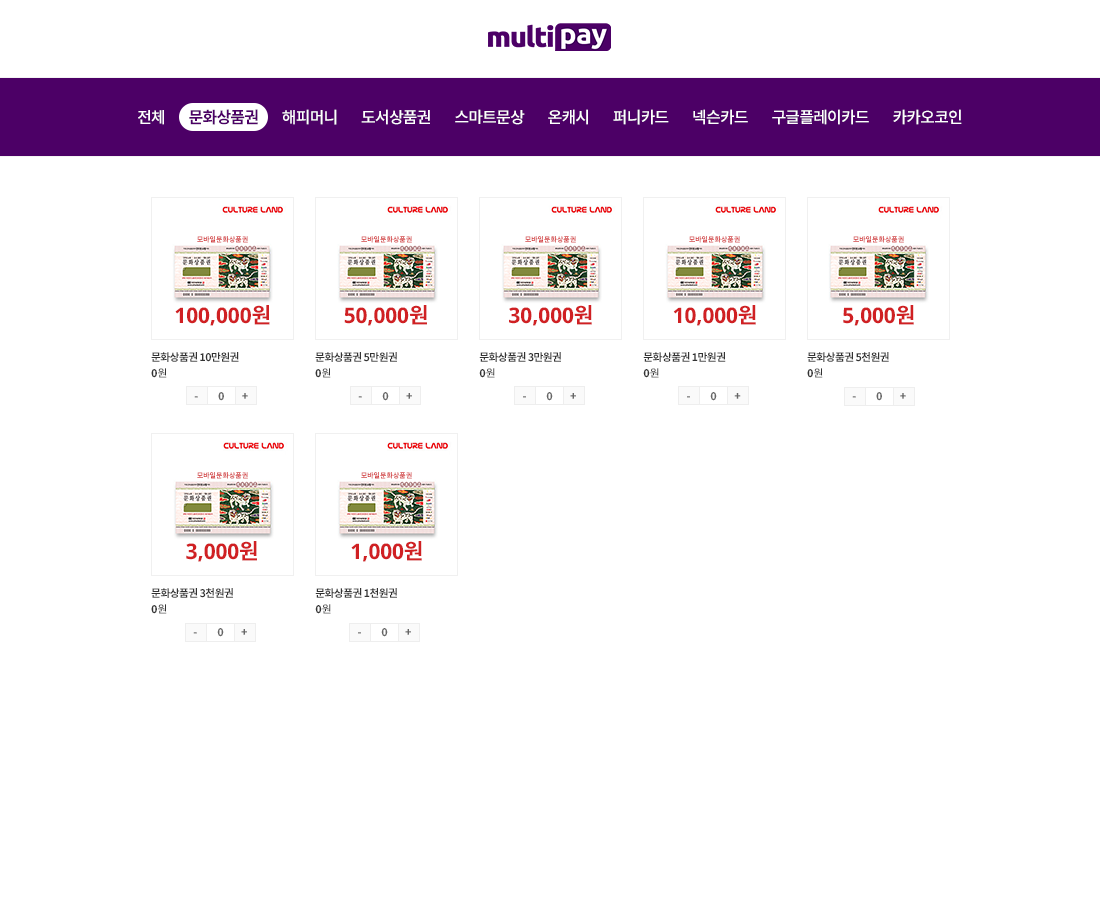 multipay
전체 문화상품권 해피머니 도서상품권 스마트문상 온캐시 퍼니카드 넥슨카드 구글플레이카드 카카오코인
CULTURE LAND CULTURE LAND CULTURE LAND CULTURE LAND CULTURE LAND
모바일문화상품권 모바일문화상품권 모바일문화상품권 모바일문화상품권 모바일문화상품권
문화상품권 문화상품권 문화상품권 문화상품권 문화상품권
100,000원 50,000원 30,000원 10,000원 5,000원
문화상품권 10만원권 문화상품권 5만원권 문화상품권 3만원권 문화상품권 1만원권 문화상품권 5천원권
0원 0원 0원 0원 0원
- 0 + - 0 + - 0 + - 0 + - 0 +
CULTURE LAND CULTURE LAND
모바일문화상품권 모바일문화상품권
문화상품권 문화상품권
3,000원 1,000원
문화상품권 3천원권 문화상품권 1천원권
0원 0원
- 0 + - 0 +